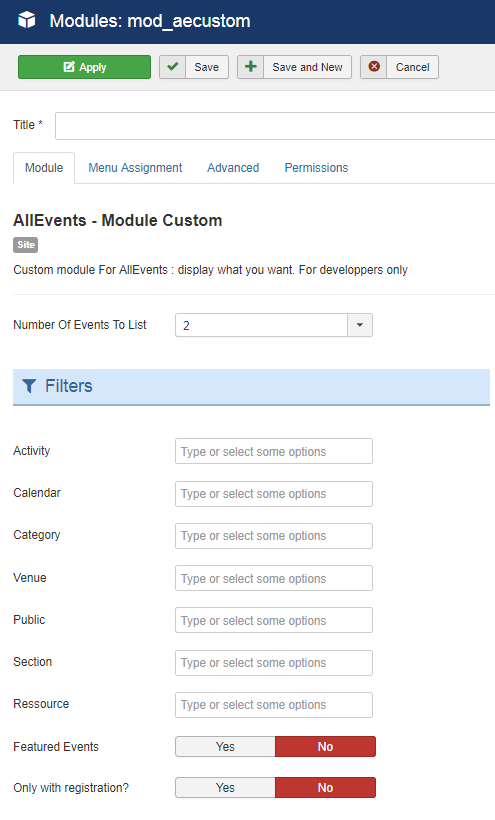 Modules: mod_aecustom
Apply Save Save and New Cancel
Title *
Module Menu Assignment Advanced Permissions
AllEvents - Module Custom
Site
Custom module For AllEvents : display what you want. For developpers only
Number Of Events To List 2
Filters
Activity Type or select some options
Calendar Type or select some options
Category Type or select some options
Venue Type or select some options
Public Type or select some options
Section Type or select some options
Ressource Type or select some options
Featured Events Yes No
Only with registration? Yes No